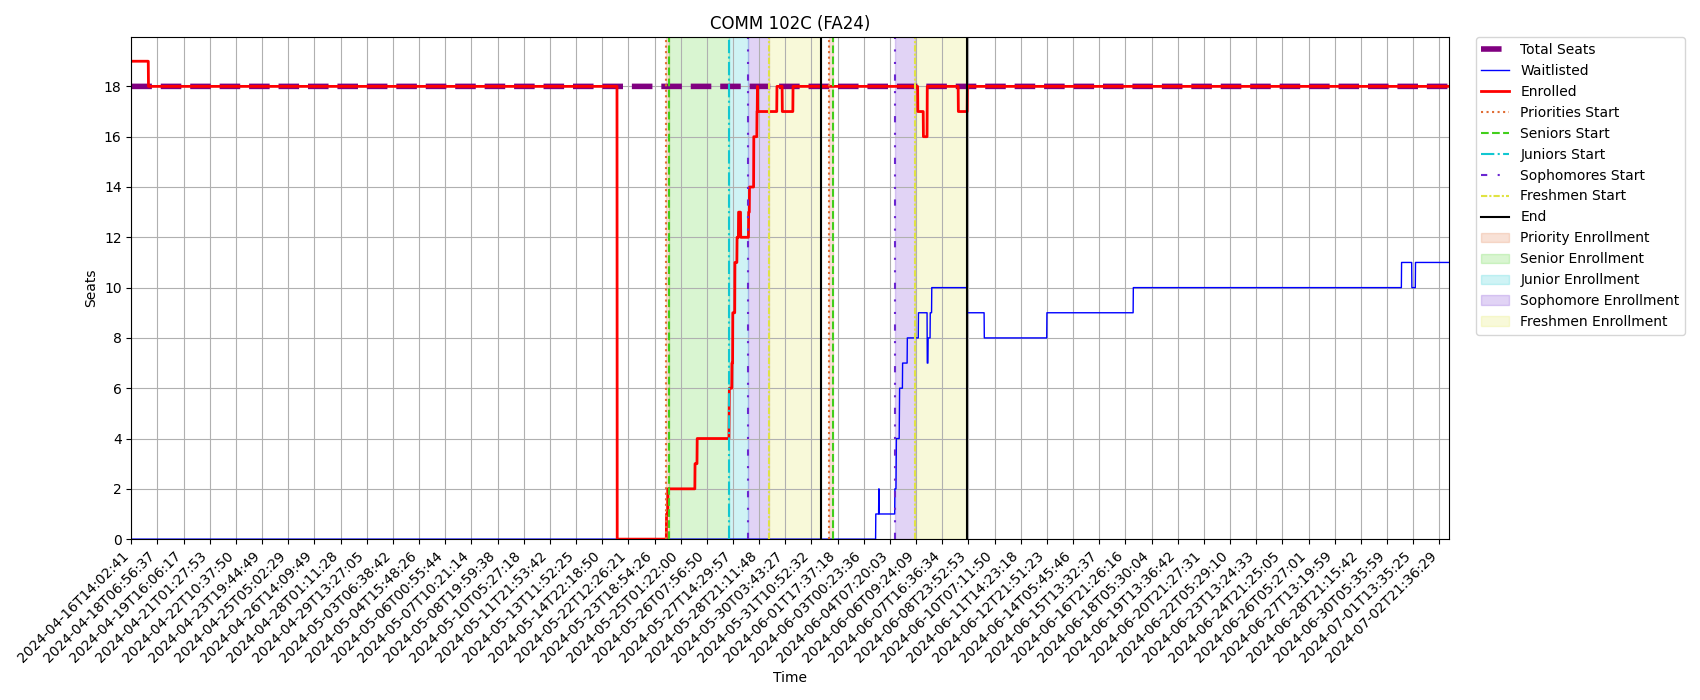 COMM 102C (FA24)
Seats
18
16
14
12
10
8
6
4
2
0
2024-04-16T14:02:41
2024-04-18T06:56:37
2024-04-19T16:06:17
2024-04-21T01:27:53
2024-04-22T10:37:50
2024-04-23T19:44:49
2024-04-25T05:02:29
2024-04-26T14:09:49
2024-04-28T01:11:28
2024-04-29T13:27:05
2024-05-03T06:38:42
2024-05-04T15:48:26
2024-05-06T00:55:44
2024-05-07T10:21:14
2024-05-08T19:59:38
2024-05-10T05:27:18
2024-05-11T21:53:42
2024-05-13T11:52:25
2024-05-14T22:18:50
2024-05-22T12:26:21
2024-05-23T18:54:26
2024-05-25T01:22:00
2024-05-26T07:56:50
2024-05-27T14:29:57
2024-05-28T21:11:48
2024-05-30T03:43:27
2024-05-31T10:52:32
2024-06-01T17:37:18
2024-06-03T00:23:36
2024-06-04T07:20:03
2024-06-06T09:24:09
2024-06-07T16:36:34
2024-06-08T23:52:53
2024-06-10T07:11:50
2024-06-11T14:23:18
2024-06-12T21:51:23
2024-06-14T05:45:46
2024-06-15T13:32:37
2024-06-16T21:26:16
2024-06-18T05:30:04
2024-06-19T13:36:42
2024-06-20T21:27:31
2024-06-22T05:29:10
2024-06-23T13:24:33
2024-06-24T21:25:05
2024-06-26T05:27:01
2024-06-27T13:19:59
2024-06-28T21:15:42
2024-06-30T05:35:59
2024-07-01T13:35:25
2024-07-02T21:36:29
Time
Total Seats
Waitlisted
Enrolled
Priorities Start
Seniors Start
Juniors Start
Sophomores Start
Freshmen Start
End
Priority Enrollment
Senior Enrollment
Junior Enrollment
Sophomore Enrollment
Freshmen Enrollment